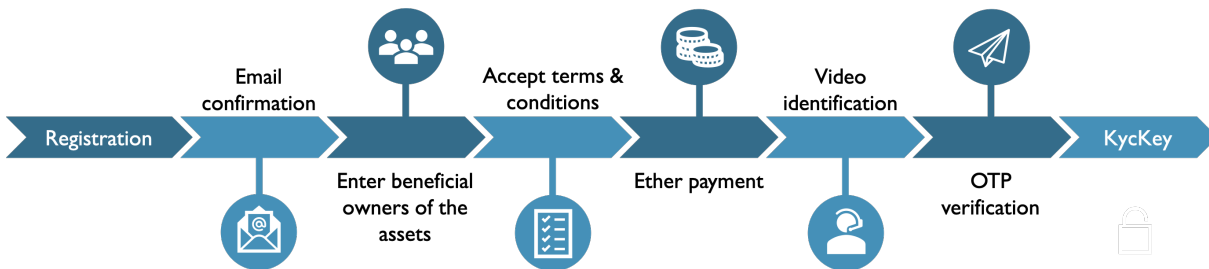 Registration
Email
confirmation
Enter beneficial
owners of the
assets
Accept terms &
conditions
Ether payment
Video
identification
OTP
verification
KycKey
@